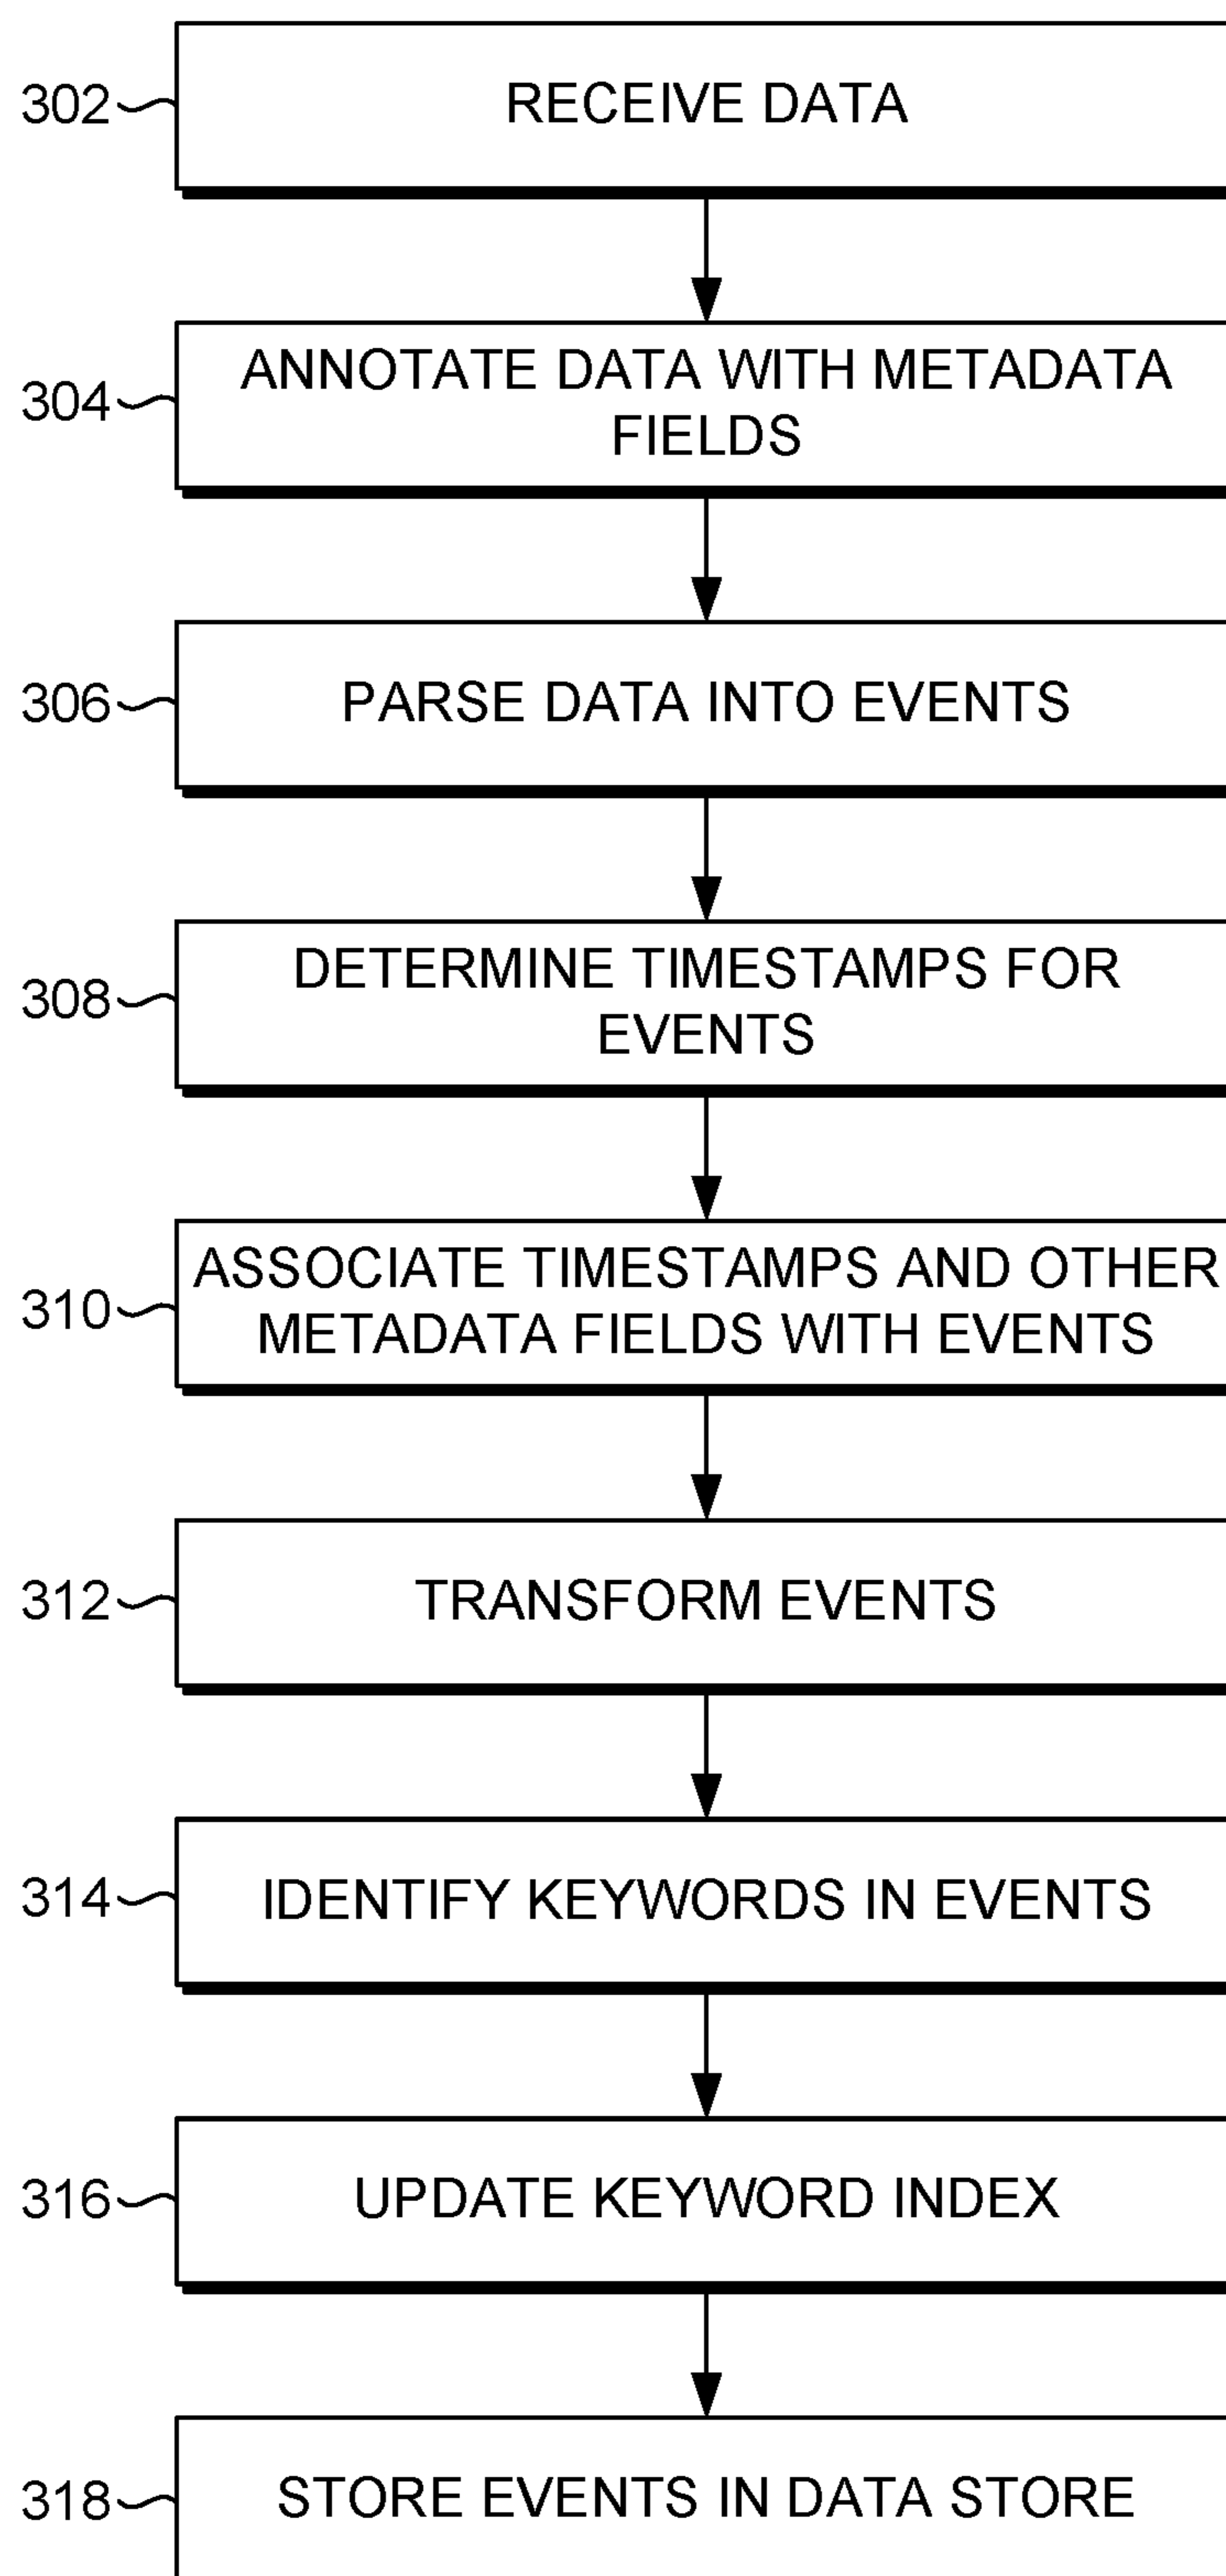 302
RECEIVE DATA
304
ANNOTATE DATA WITH METADATA
FIELDS
306
PARSE DATA INTO EVENTS
308
DETERMINE TIMESTAMPS FOR
EVENTS
310
ASSOCIATE TIMESTAMPS AND OTHER
METADATA FIELDS WITH EVENTS
312
TRANSFORM EVENTS
314
IDENTIFY KEYWORDS IN EVENTS
316
UPDATE KEYWORD INDEX
318
STORE EVENTS IN DATA STORE